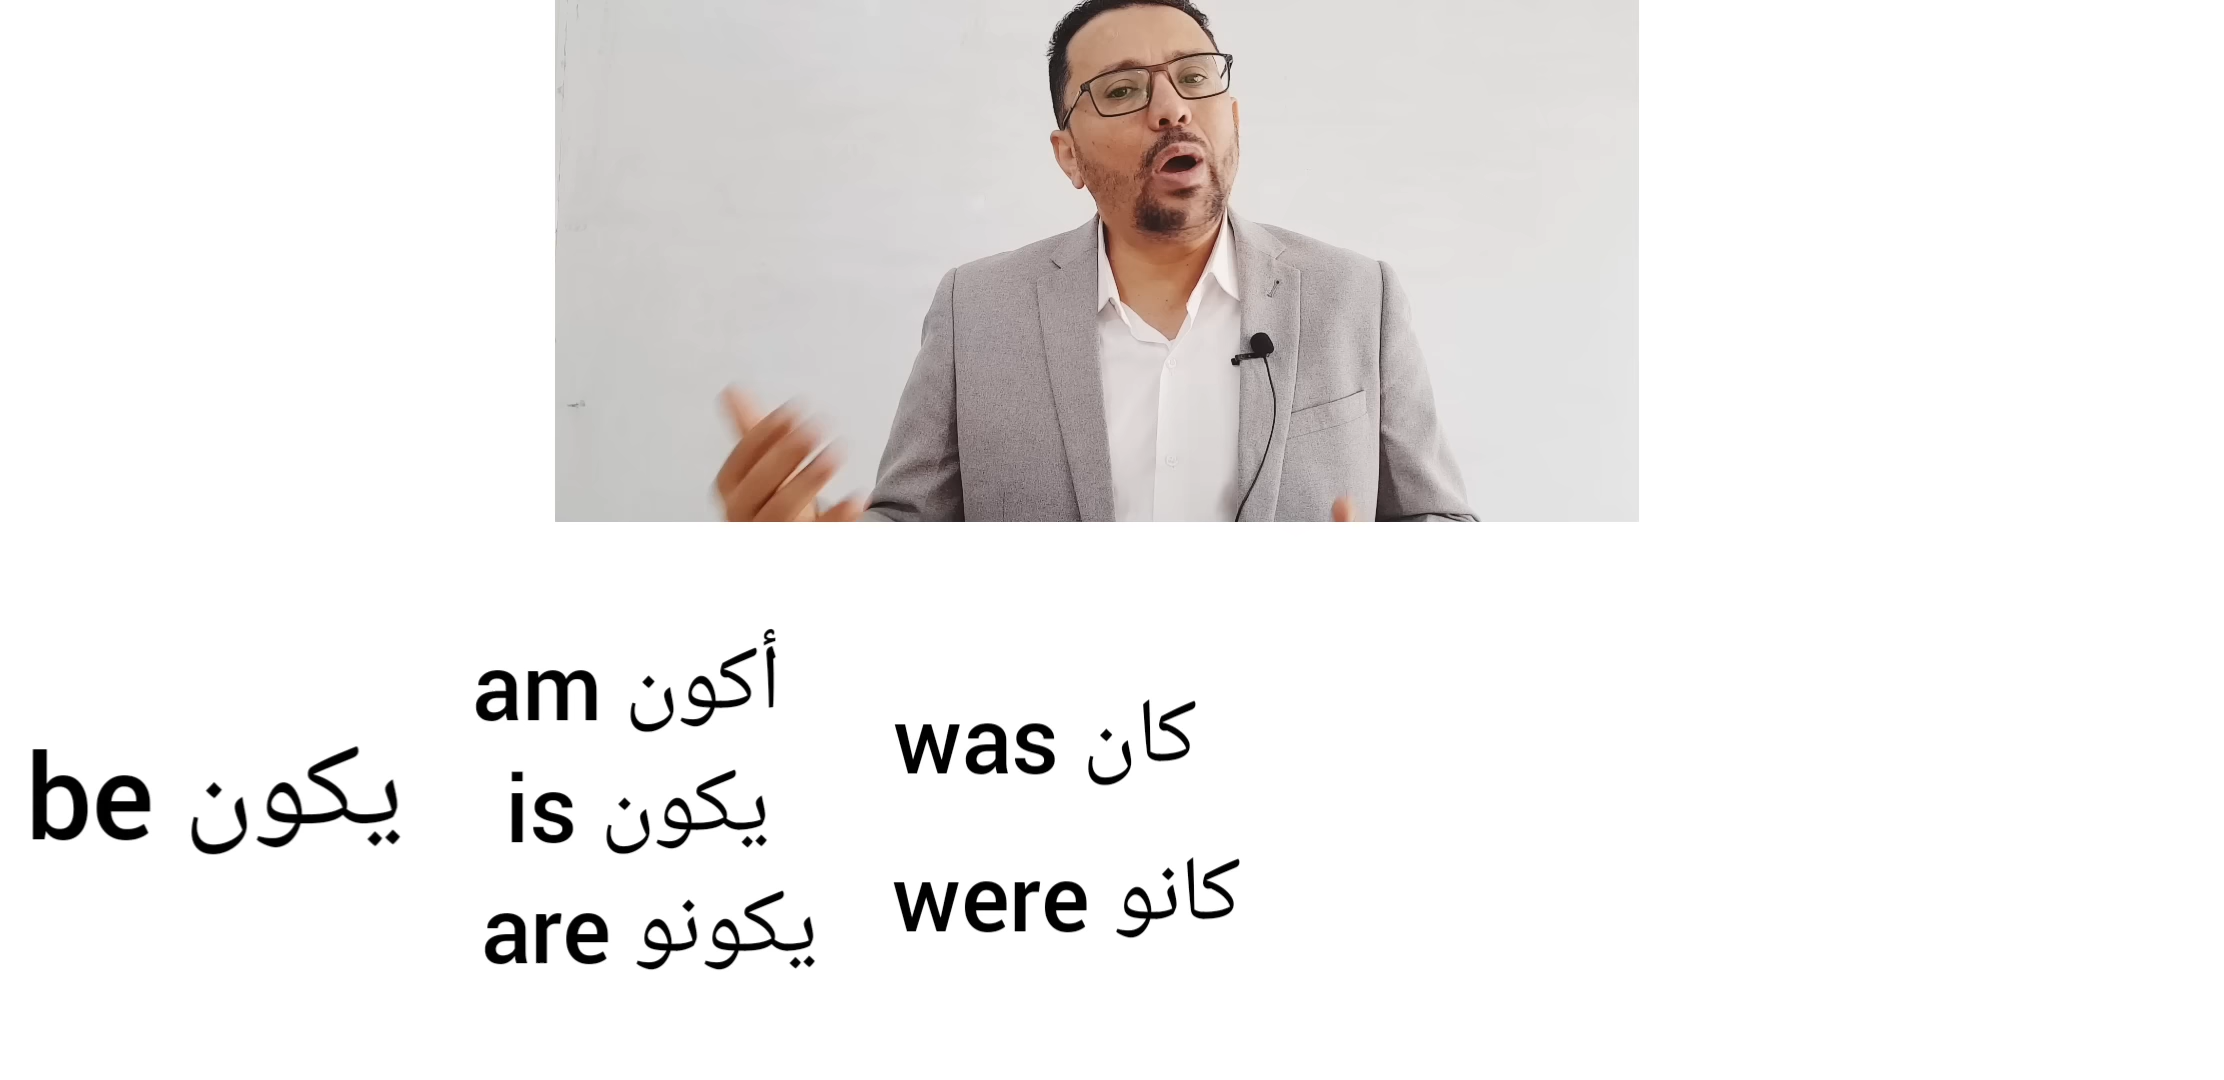 be يكون
am أكون
is يكون
are يكونو
was كان
were كانو